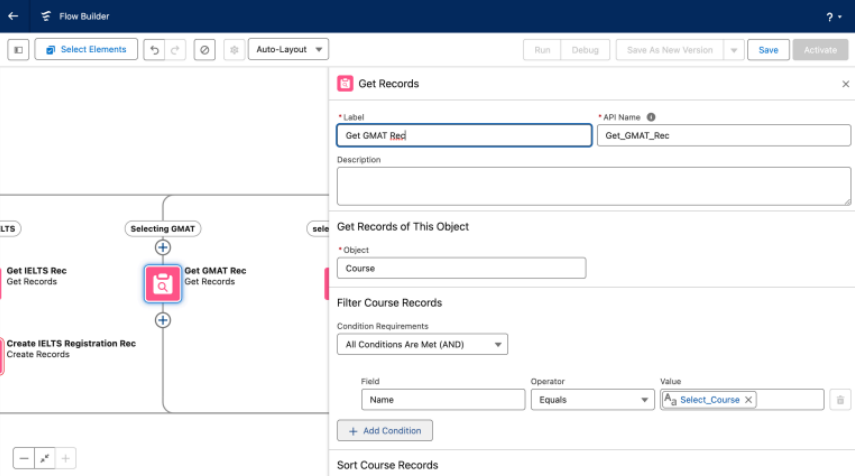 Flow Builder
?
Select Elements
Auto-Layout
Run
Debug
Save As New Version
Save
Activate
Get Records
* Label
* API Name
Get GMAT Rec
Get_GMAT_Rec
Description
Get Records of This Object
* Object
Course
Filter Course Records
Condition Requirements
All Conditions Are Met (AND)
Field
Operator
Value
Name
Equals
Aa Select_Course
+ Add Condition
Sort Course Records
LTS
Selecting GMAT
sele
Get IELTS Rec
Get Records
Get GMAT Rec
Get Records
Create IELTS Registration Rec
Create Records